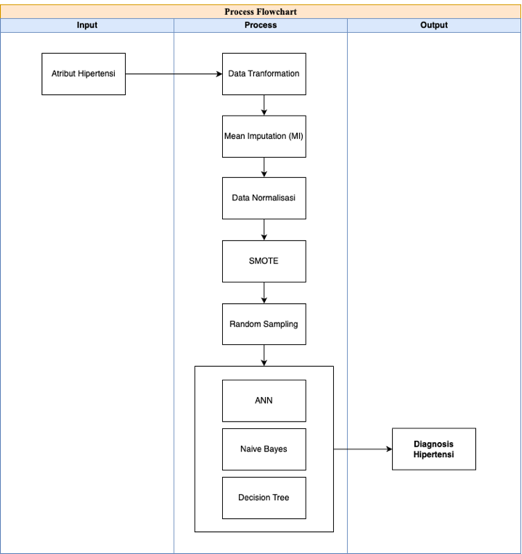 Process Flowchart
Input
Process
Output
Atribut Hipertensi
Data Tranformation
Mean Imputation (MI)
Data Normalisasi
SMOTE
Random Sampling
ANN
Naive Bayes
Decision Tree
Diagnosis
Hipertensi